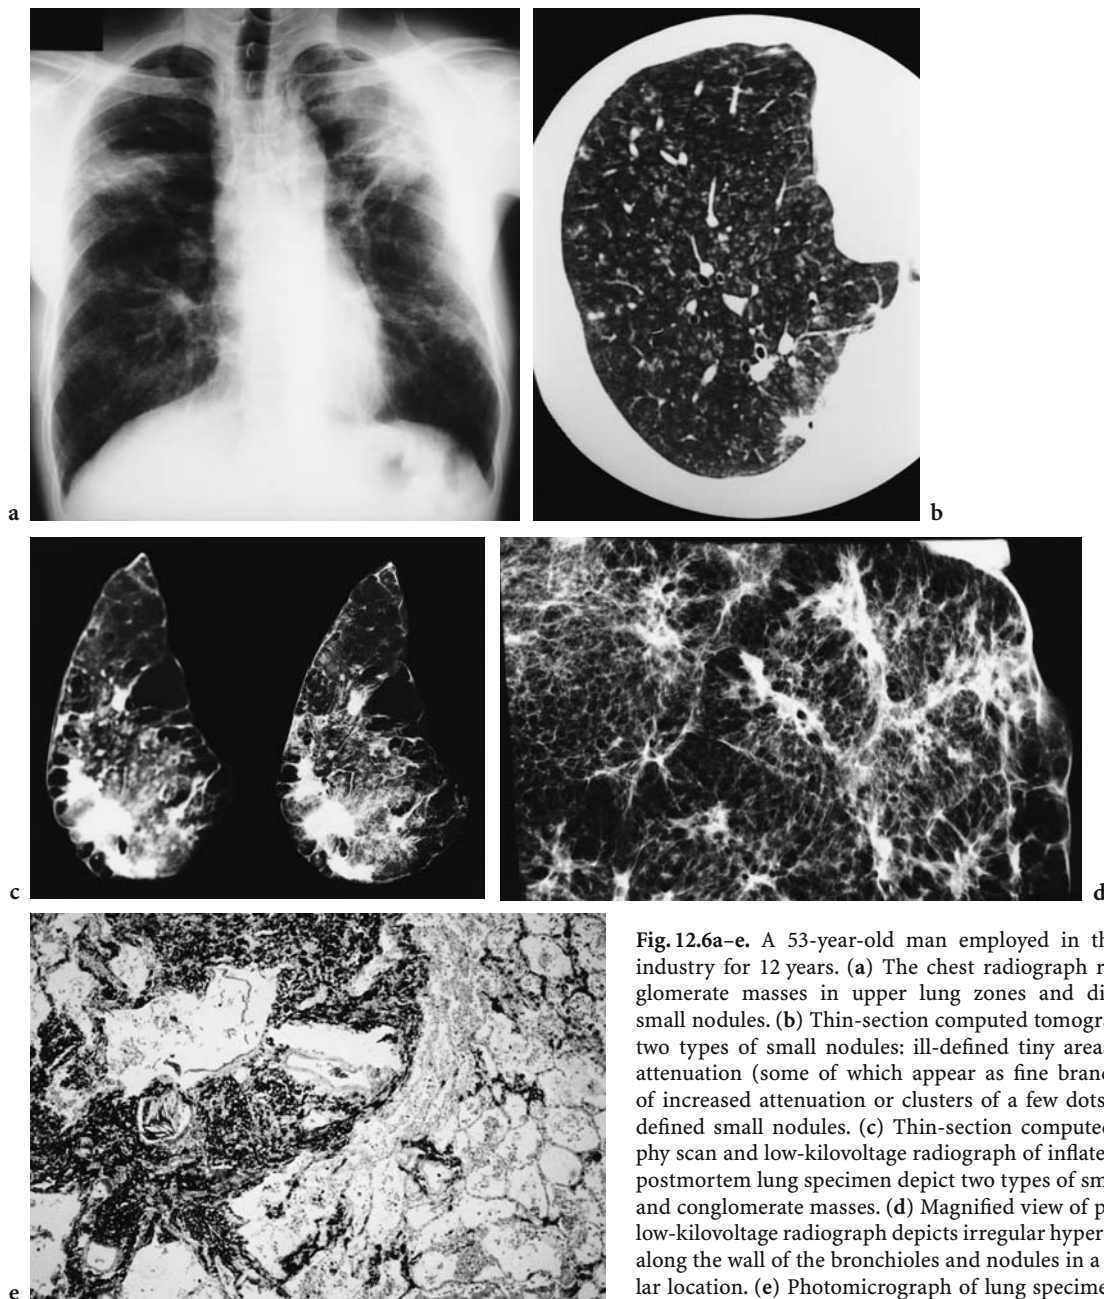 a
b
c
d
e
Fig. 12.6a–e. A 53-year-old man employed in th
industry for 12 years. (a) The chest radiograph r
glomerate masses in upper lung zones and di
small nodules. (b) Thin-section computed tomogra
two types of small nodules: ill-defined tiny areas
attenuation (some of which appear as fine branc
of increased attenuation or clusters of a few dots
defined small nodules. (c) Thin-section computed
phy scan and low-kilovoltage radiograph of inflate
postmortem lung specimen depict two types of sm
and conglomerate masses. (d) Magnified view of p
low-kilovoltage radiograph depicts irregular hyper
along the wall of the bronchioles and nodules in a
lar location. (e) Photomicrograph of lung specime